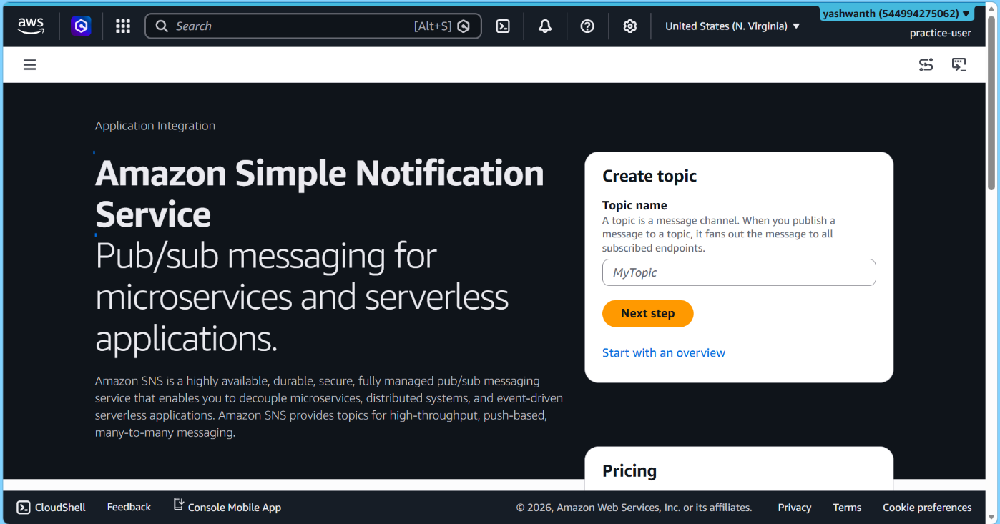 aws
Search [Alt+S]
United States (N. Virginia) ▼
yashwanth (544994275062) ▼
practice-user
Application Integration
Amazon Simple Notification
Service
Pub/sub messaging for
microservices and serverless
applications.
Amazon SNS is a highly available, durable, secure, fully managed pub/sub messaging
service that enables you to decouple microservices, distributed systems, and event-driven
serverless applications. Amazon SNS provides topics for high-throughput, push-based,
many-to-many messaging.
Create topic
Topic name
A topic is a message channel. When you publish a
message to a topic, it fans out the message to all
subscribed endpoints.
MyTopic
Next step
Start with an overview
Pricing
CloudShell
Feedback
Console Mobile App
© 2026, Amazon Web Services, Inc. or its affiliates.
Privacy
Terms
Cookie preferences